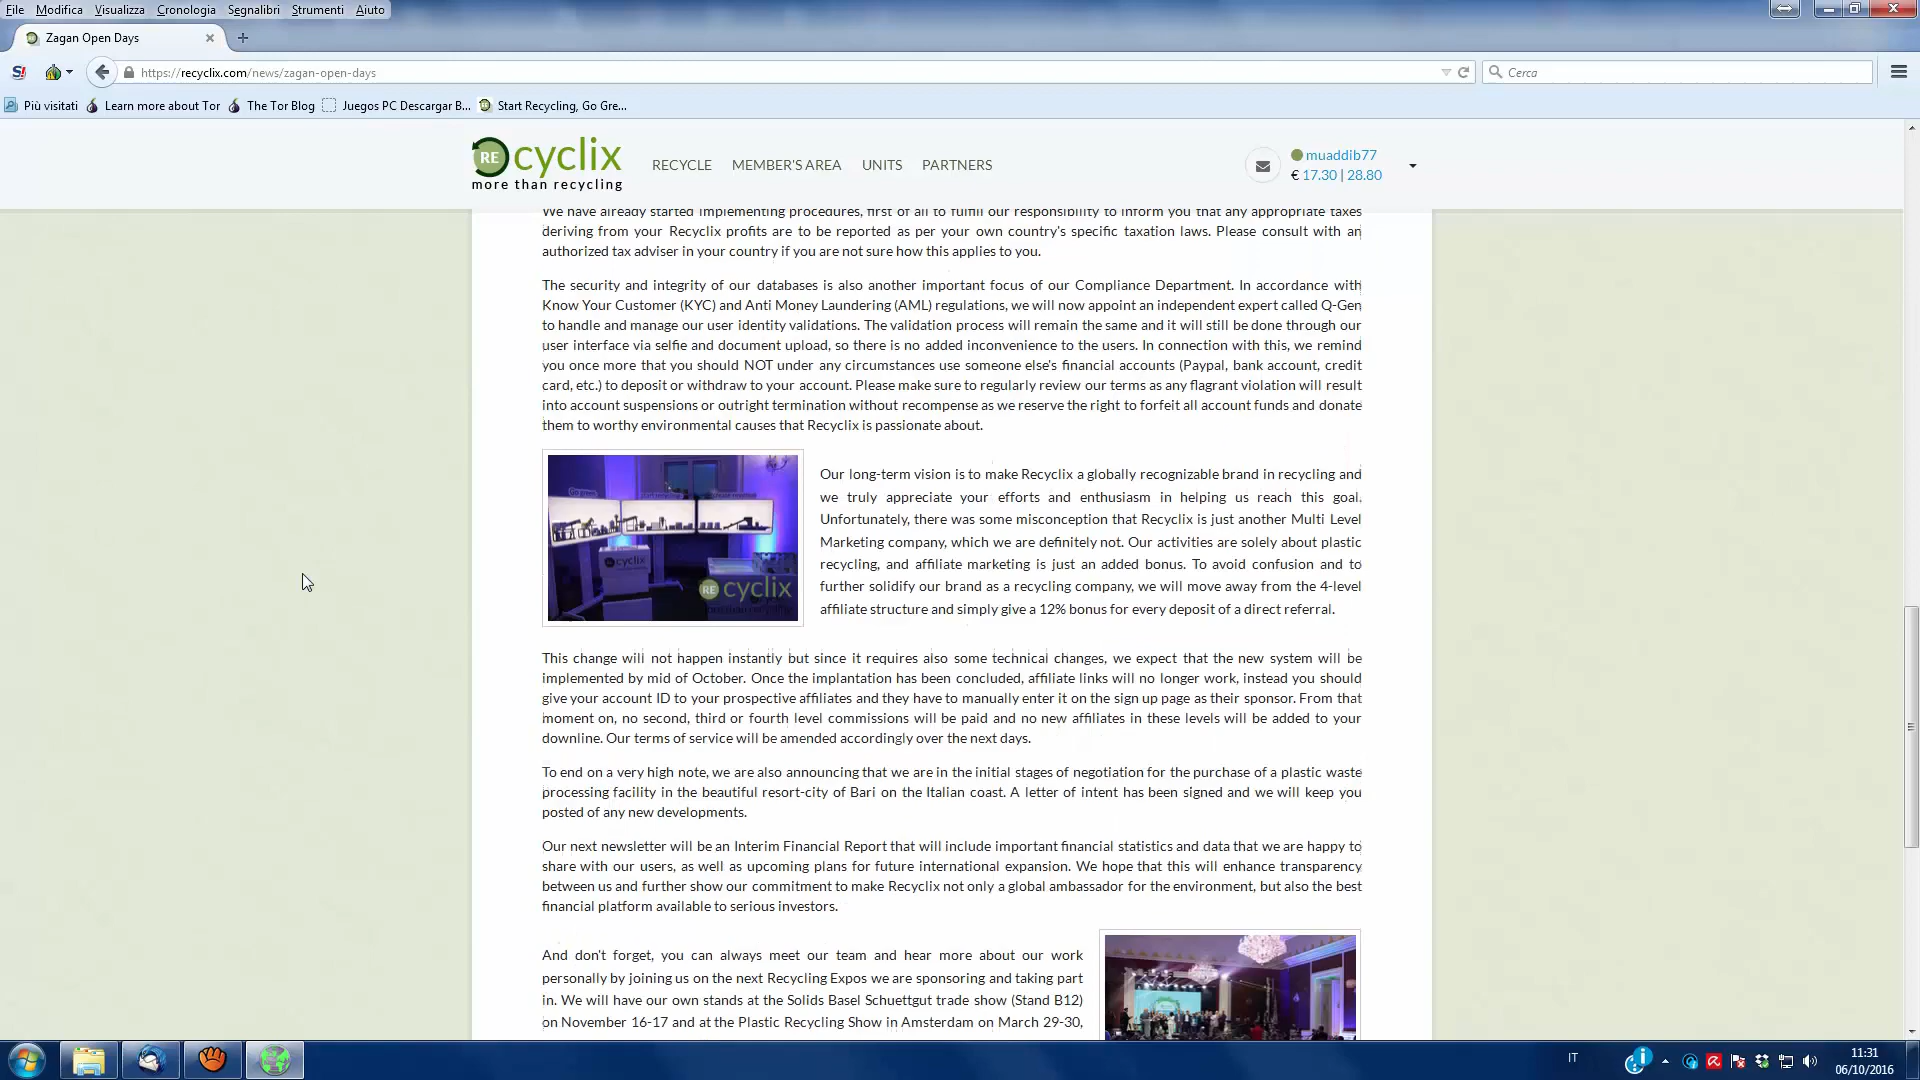 File Modifica Visualizza Cronologia Segnalibri Strumenti Aiuto
Zagan Open Days
https://recyclix.com/news/zagan-open-days
Cerca
Più visitati Learn more about Tor The Tor Blog Juegos PC Descargar B... Start Recycling, Go Gre...
RE cyclix
more than recycling
RECYCLE MEMBER'S AREA UNITS PARTNERS
muaddib77
€ 17.30 | 28.80
We have already started implementing procedures, first of all to fulfill our responsibility to inform you that any appropriate taxes
deriving from your Recyclix profits are to be reported as per your own country's specific taxation laws. Please consult with an
authorized tax adviser in your country if you are not sure how this applies to you.
The security and integrity of our databases is also another important focus of our Compliance Department. In accordance with
Know Your Customer (KYC) and Anti Money Laundering (AML) regulations, we will now appoint an independent expert called Q-Gen
to handle and manage our user identity validations. The validation process will remain the same and it will still be done through our
user interface via selfie and document upload, so there is no added inconvenience to the users. In connection with this, we remind
you once more that you should NOT under any circumstances use someone else's financial accounts (Paypal, bank account, credit
card, etc.) to deposit or withdraw to your account. Please make sure to regularly review our terms as any flagrant violation will result
into account suspensions or outright termination without recompense as we reserve the right to forfeit all account funds and donate
them to worthy environmental causes that Recyclix is passionate about.
Our long-term vision is to make Recyclix a globally recognizable brand in recycling and
we truly appreciate your efforts and enthusiasm in helping us reach this goal.
Unfortunately, there was some misconception that Recyclix is just another Multi Level
Marketing company, which we are definitely not. Our activities are solely about plastic
recycling, and affiliate marketing is just an added bonus. To avoid confusion and to
further solidify our brand as a recycling company, we will move away from the 4-level
affiliate structure and simply give a 12% bonus for every deposit of a direct referral.
Go green
cyclix
RE cyclix
This change will not happen instantly but since it requires also some technical changes, we expect that the new system will be
implemented by mid of October. Once the implantation has been concluded, affiliate links will no longer work, instead you should
give your account ID to your prospective affiliates and they have to manually enter it on the sign up page as their sponsor. From that
moment on, no second, third or fourth level commissions will be paid and no new affiliates in these levels will be added to your
downline. Our terms of service will be amended accordingly over the next days.
To end on a very high note, we are also announcing that we are in the initial stages of negotiation for the purchase of a plastic waste
processing facility in the beautiful resort-city of Bari on the Italian coast. A letter of intent has been signed and we will keep you
posted of any new developments.
Our next newsletter will be an Interim Financial Report that will include important financial statistics and data that we are happy to
share with our users, as well as upcoming plans for future international expansion. We hope that this will enhance transparency
between us and further show our commitment to make Recyclix not only a global ambassador for the environment, but also the best
financial platform available to serious investors.
And don't forget, you can always meet our team and hear more about our work
personally by joining us on the next Recycling Expos we are sponsoring and taking part
in. We will have our own stands at the Solids Basel Schuettgut trade show (Stand B12)
on November 16-17 and at the Plastic Recycling Show in Amsterdam on March 29-30,
IT
11:31
06/10/2016